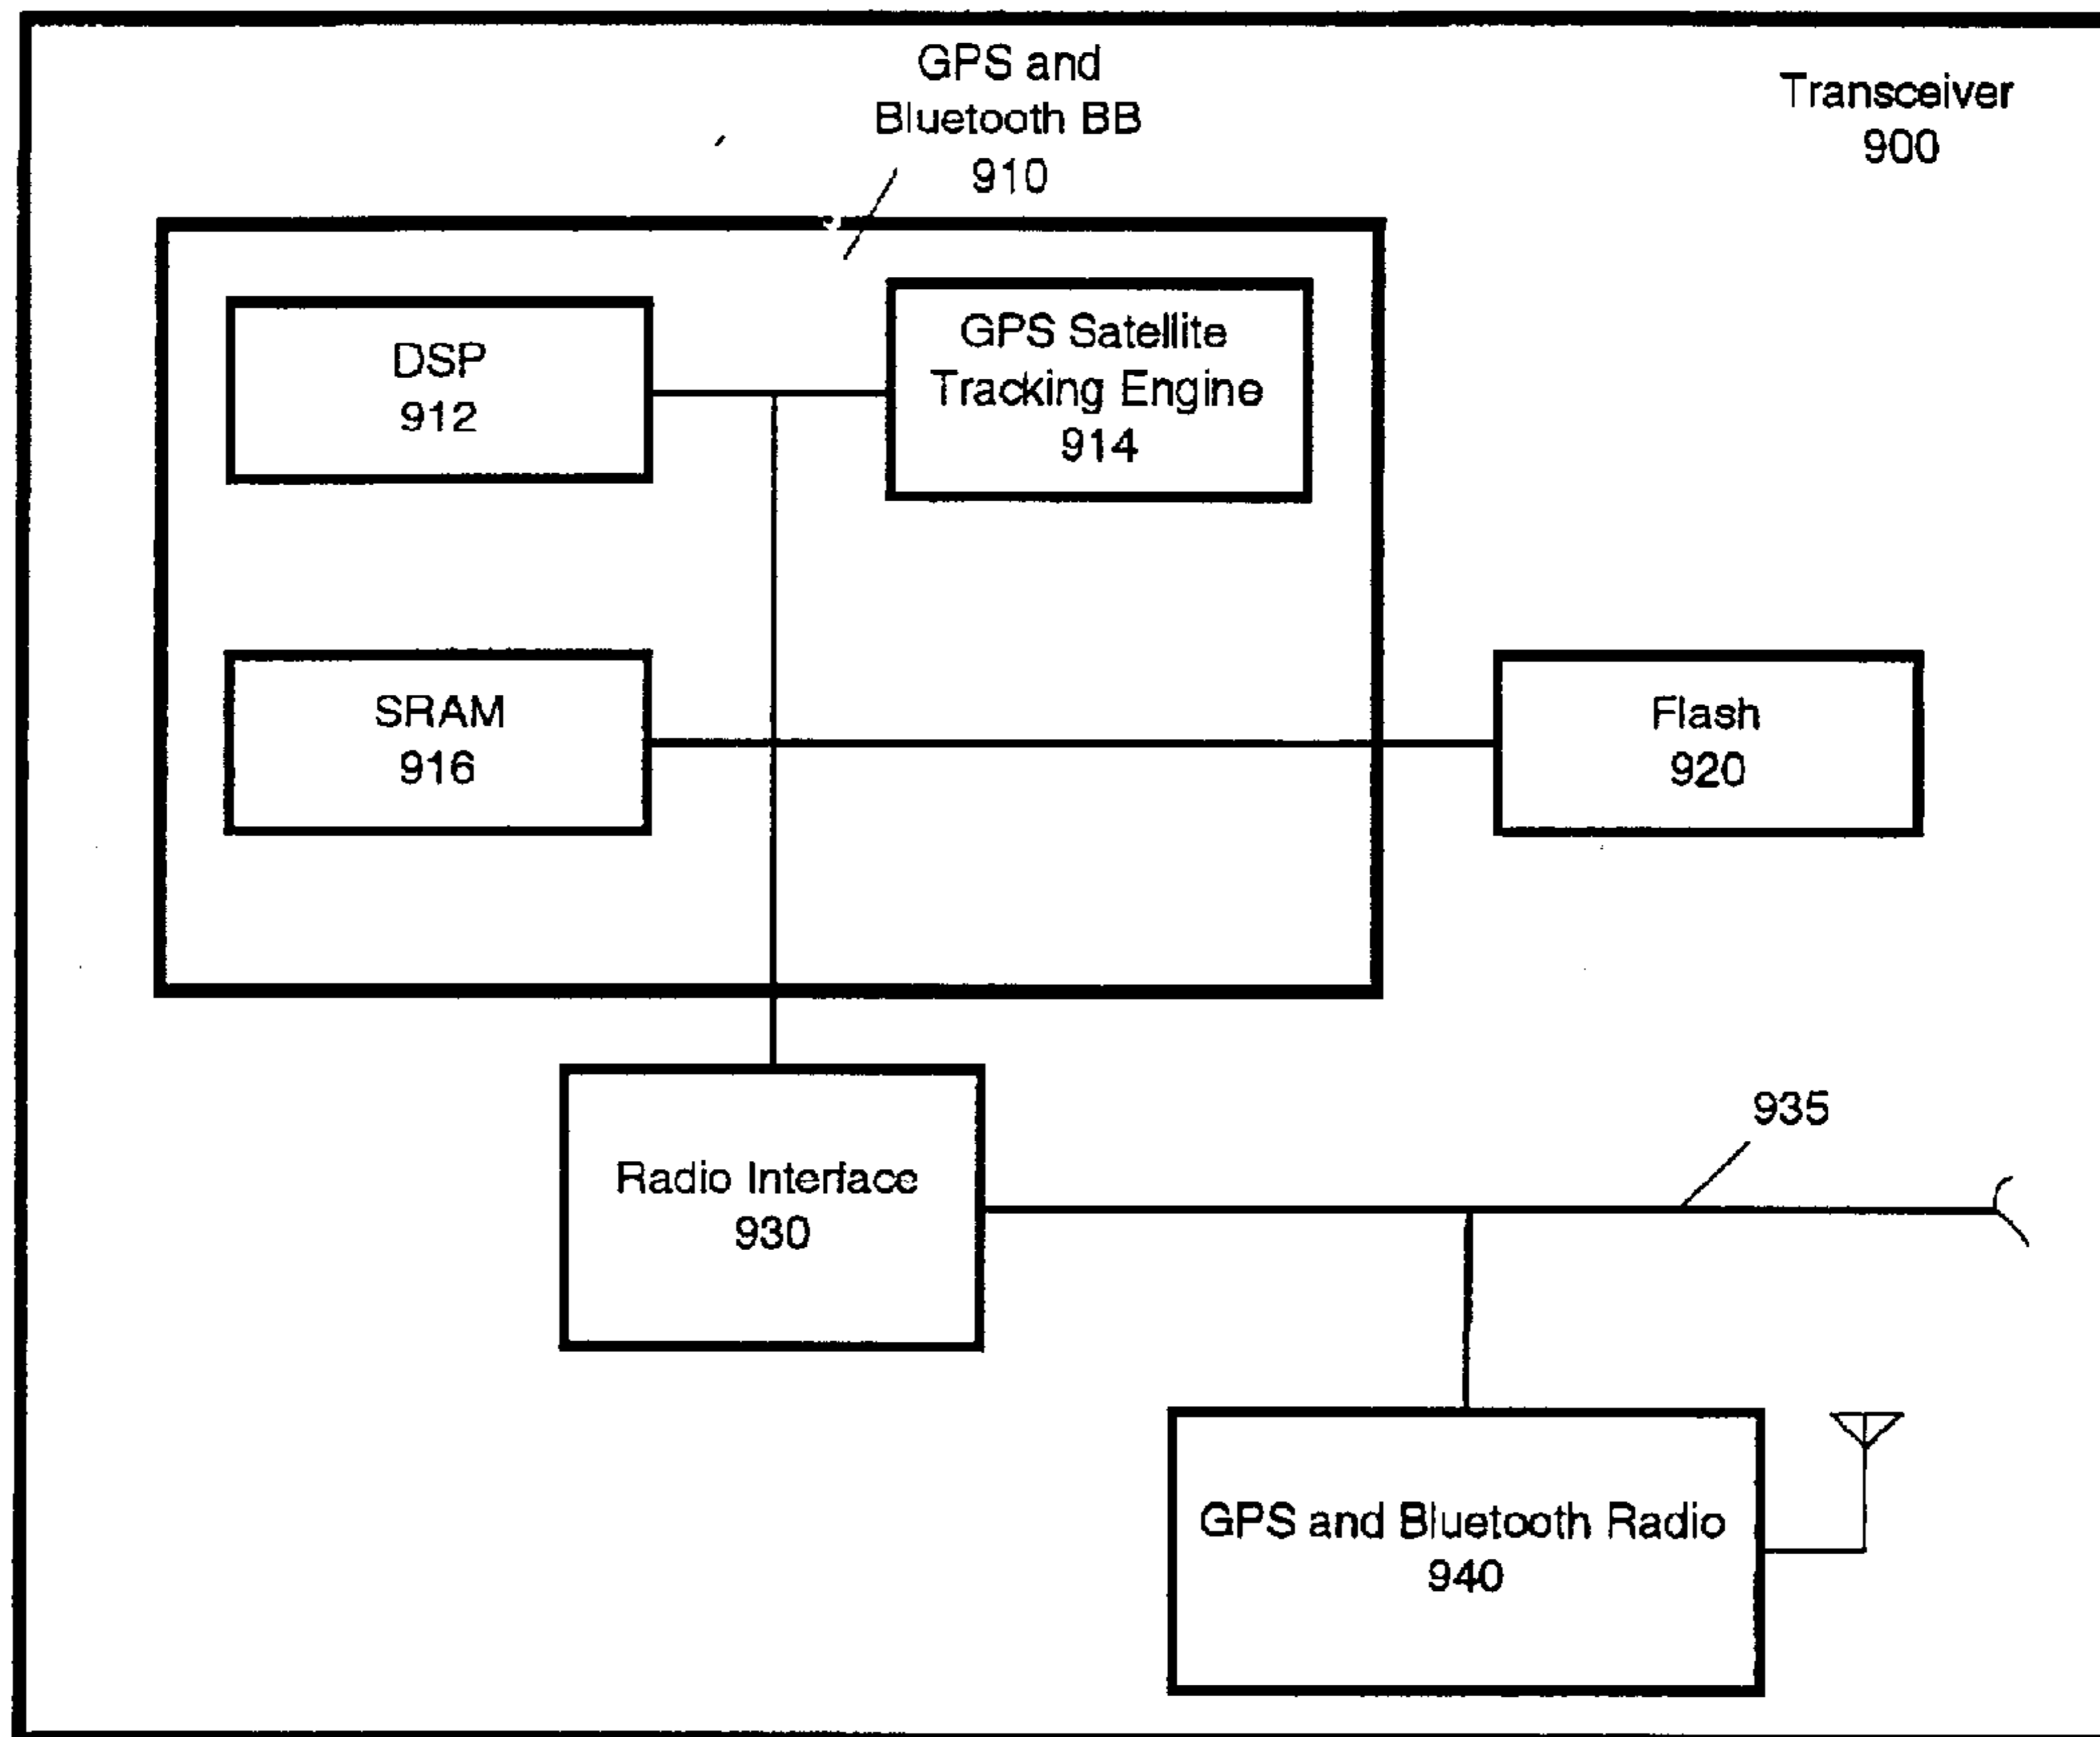 GPS and
Bluetooth BB
910
Transceiver
900
DSP
912
GPS Satellite
Tracking Engine
914
SRAM
916
Flash
920
Radio Interface
930
935
GPS and Bluetooth Radio
940